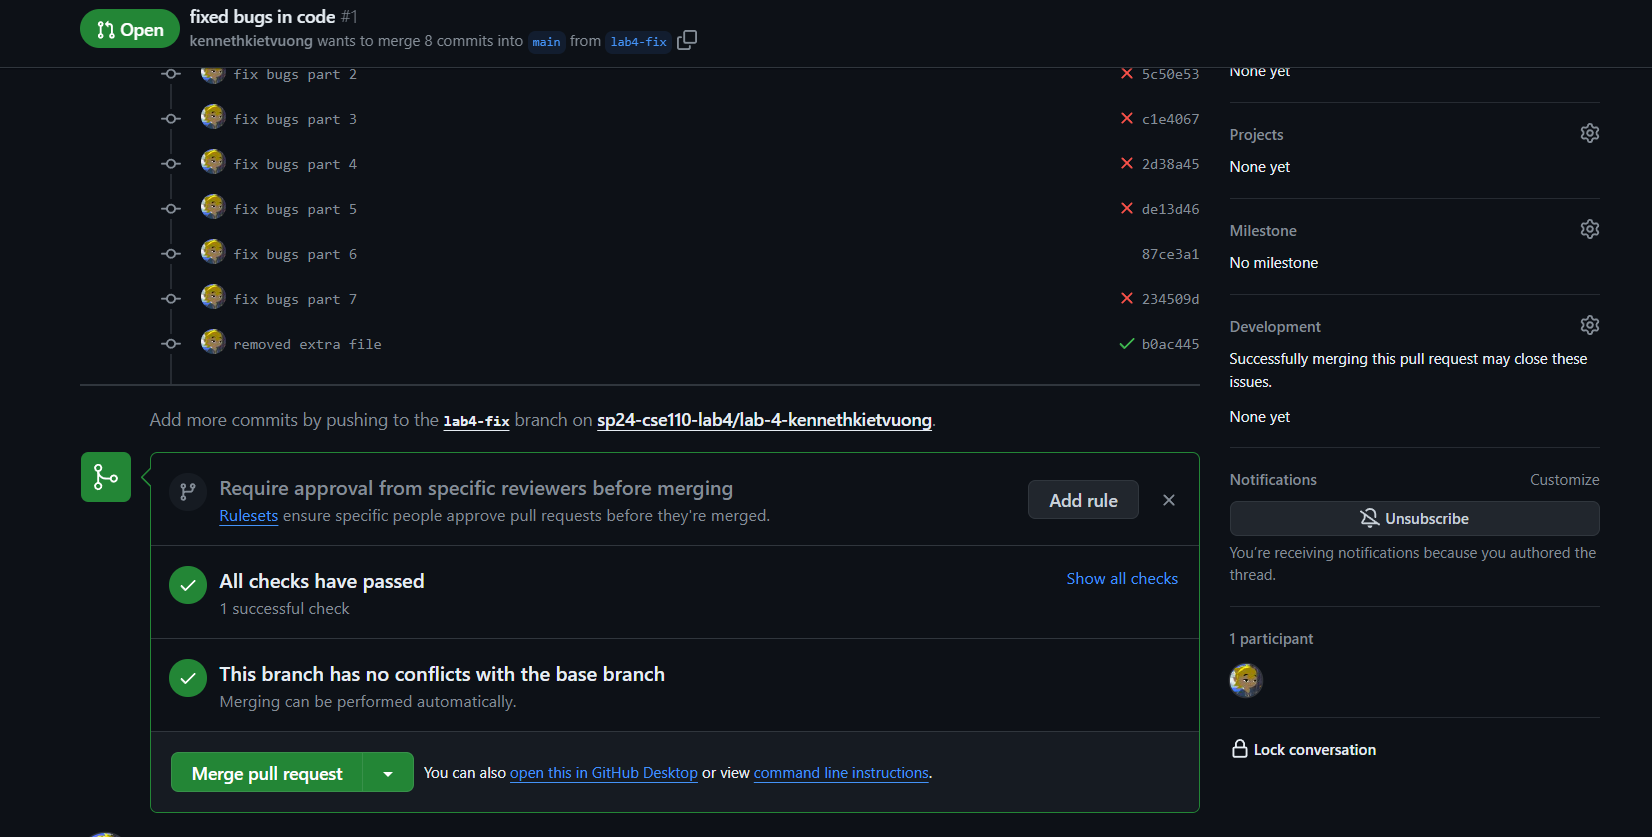 Open
fixed bugs in code #1
kennethkietvuong wants to merge 8 commits into main from lab4-fix
fix bugs part 2 5c50e53
fix bugs part 3 c1e4067
fix bugs part 4 2d38a45
fix bugs part 5 de13d46
fix bugs part 6 87ce3a1
fix bugs part 7 234509d
removed extra file b0ac445
Add more commits by pushing to the lab4-fix branch on sp24-cse110-lab4/lab-4-kennethkietvuong.
Require approval from specific reviewers before merging
Rulesets ensure specific people approve pull requests before they're merged.
Add rule
All checks have passed
1 successful check
Show all checks
This branch has no conflicts with the base branch
Merging can be performed automatically.
Merge pull request
You can also open this in GitHub Desktop or view command line instructions.
None yet
Projects
None yet
Milestone
No milestone
Development
Successfully merging this pull request may close these
issues.
None yet
Notifications Customize
Unsubscribe
You're receiving notifications because you authored the
thread.
1 participant
Lock conversation